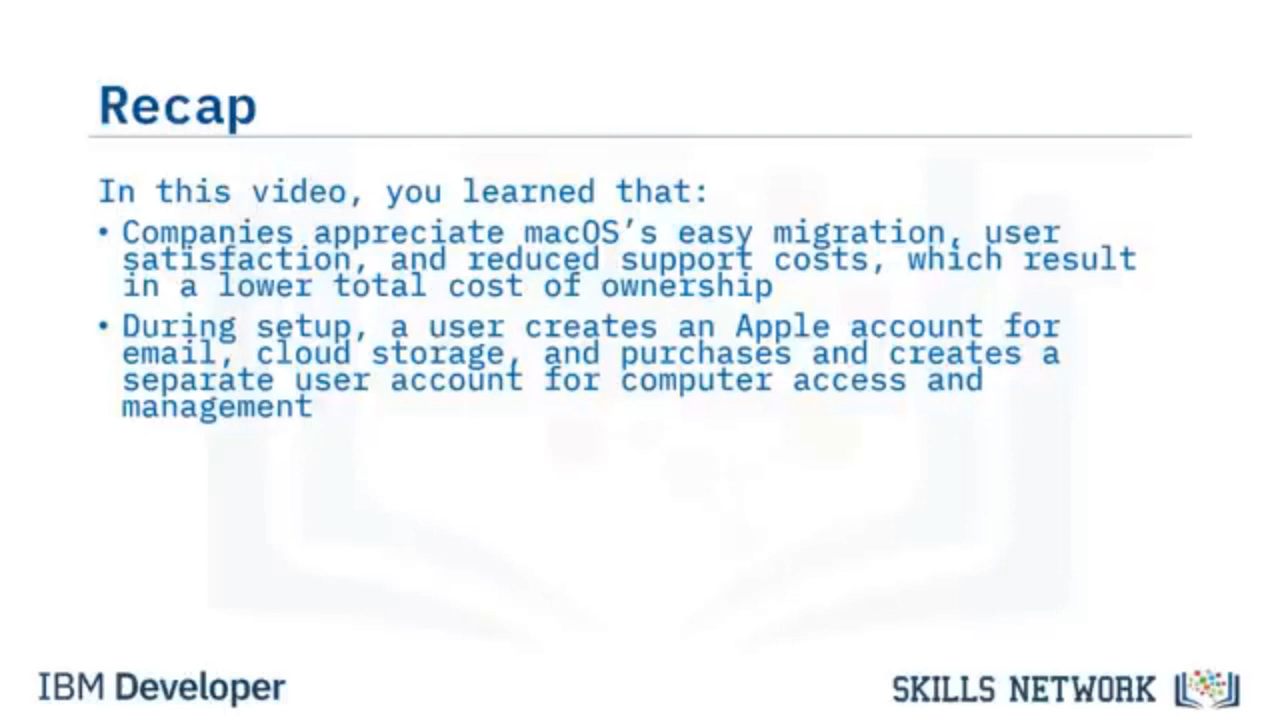 Recap
In this video, you learned that:
• Companies appreciate macOS’s easy migration, user
satisfaction, and reduced support costs, which result
in a lower total cost of ownership
• During setup, a user creates an Apple account for
email, cloud storage, and purchases and creates a
separate user account for computer access and
management
IBM Developer
SKILLS NETWORK